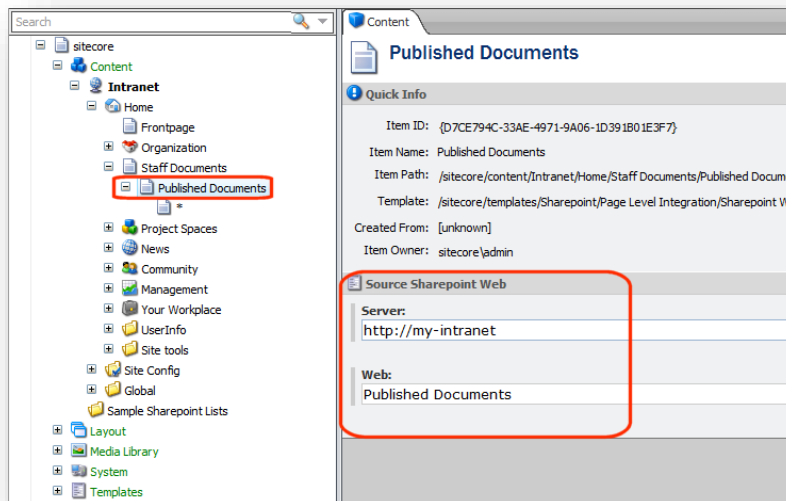 Search
sitecore
Content
Intranet
Home
Frontpage
Organization
Staff Documents
Published Documents
*
Project Spaces
News
Community
Management
Your Workplace
UserInfo
Site tools
Site Config
Global
Sample Sharepoint Lists
Layout
Media Library
System
Templates
Content
Published Documents
Quick Info
Item ID: {D7CE794C-33AE-4971-9A06-1D391B01E3F7}
Item Name: Published Documents
Item Path: /sitecore/content/Intranet/Home/Staff Documents/Published Docum
Template: /sitecore/templates/Sharepoint/Page Level Integration/Sharepoint W
Created From: [unknown]
Item Owner: sitecore\admin
Source Sharepoint Web
Server:
http://my-intranet
Web:
Published Documents